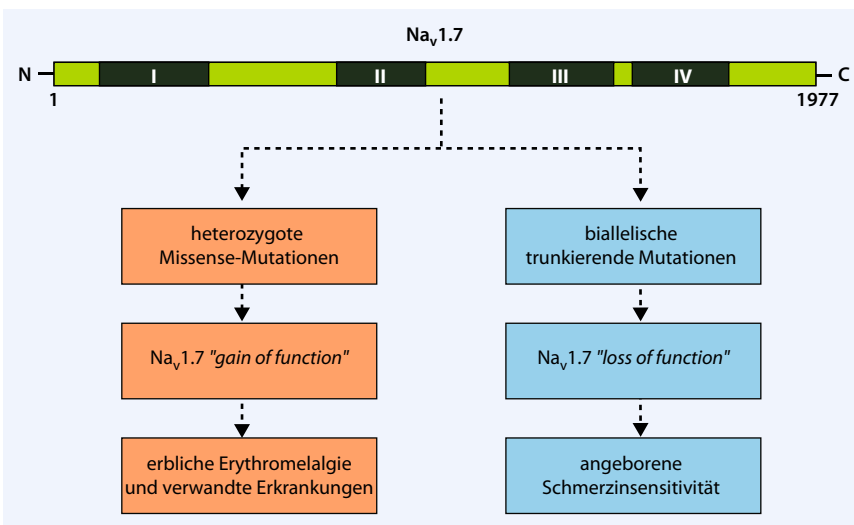 Nav1.7
N I II III IV C
1 1977
heterozygote
Missense-Mutationen
biallelische
trunkierende Mutationen
Nav1.7 "gain of function"
Nav1.7 "loss of function"
erbliche Erythromelalgie
und verwandte Erkrankungen
angeborene
Schmerzinsensitivität